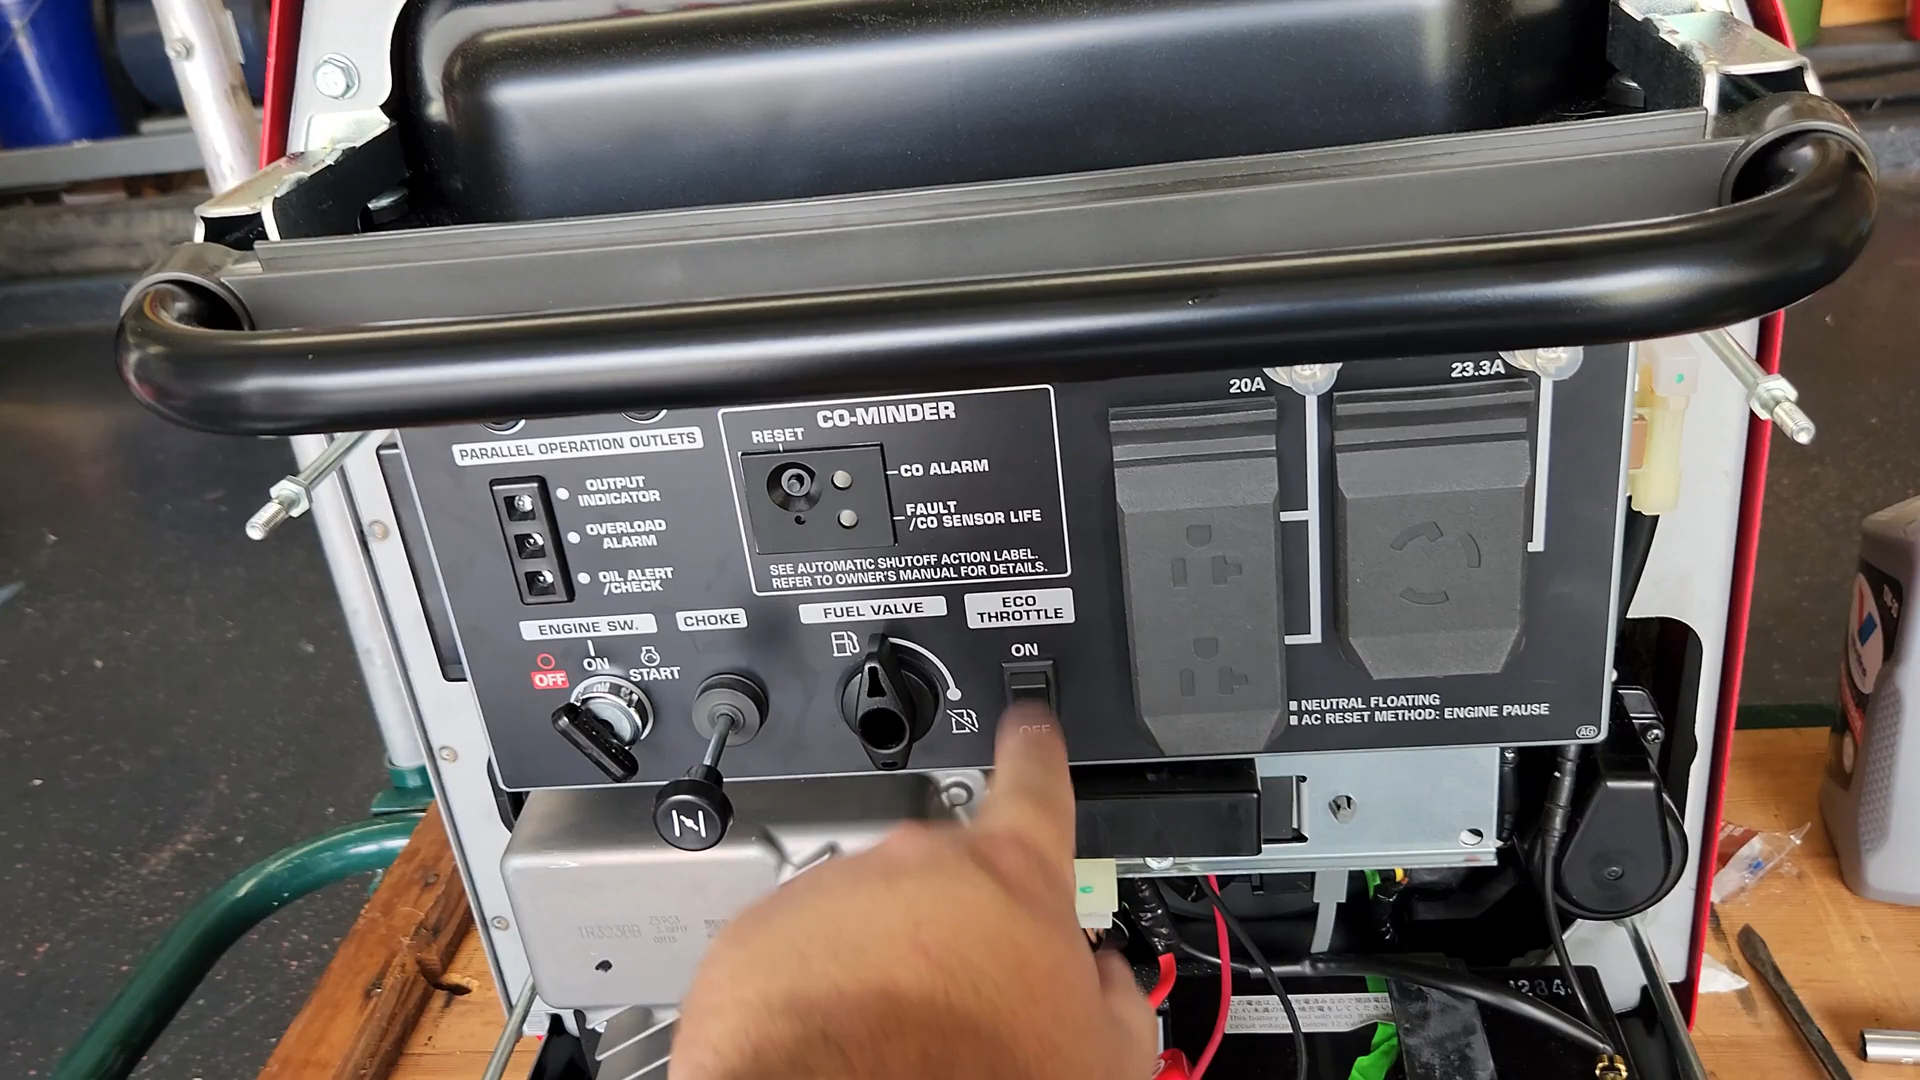 20A
23.3A
CO-MINDER
PARALLEL OPERATION OUTLETS
RESET
OUTPUT
INDICATOR
CO ALARM
OVERLOAD
ALARM
FAULT
/CO SENSOR LIFE
OIL ALERT
/CHECK
SEE AUTOMATIC SHUTOFF ACTION LABEL.
REFER TO OWNER'S MANUAL FOR DETAILS.
ENGINE SW.
CHOKE
FUEL VALVE
ECO
THROTTLE
OFF
ON
START
ON
OFF
NEUTRAL FLOATING
AC RESET METHOD: ENGINE PAUSE
AG